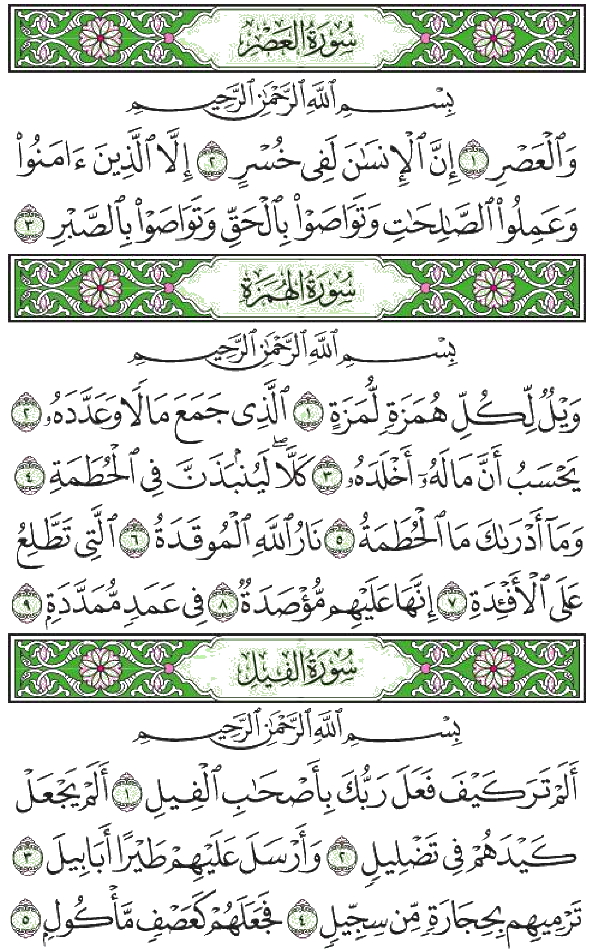 سُورَةُ العَصْرِ
بِسْمِ ٱللَّهِ ٱلرَّحْمَٰنِ ٱلرَّحِيمِ
وَٱلْعَصْرِ ١ إِنَّ ٱلْإِنسَٰنَ لَفِى خُسْرٍ ٢ إِلَّا ٱلَّذِينَ ءَامَنُوا۟
وَعَمِلُوا۟ ٱلصَّٰلِحَٰتِ وَتَوَاصَوْا۟ بِٱلْحَقِّ وَتَوَاصَوْا۟ بِٱلصَّبْرِ ٣
سُورَةُ الهُمَزَةِ
بِسْمِ ٱللَّهِ ٱلرَّحْمَٰنِ ٱلرَّحِيمِ
وَيْلٌ لِّكُلِّ هُمَزَةٍ لُّمَزَةٍ ١ ٱلَّذِى جَمَعَ مَالًا وَعَدَّدَهُۥ ٢
يَحْسَبُ أَنَّ مَالَهُۥٓ أَخْلَدَهُۥ ٣ كَلَّا ۖ لَيُنۢبَذَنَّ فِى ٱلْحُطَمَةِ ٤
وَمَآ أَدْرَىٰكَ مَا ٱلْحُطَمَةُ ٥ نَارُ ٱللَّهِ ٱلْمُوقَدَةُ ٦ ٱلَّتِى تَطَّلِعُ
عَلَى ٱلْأَفْـِٔدَةِ ٧ إِنَّهَا عَلَيْهِم مُّؤْصَدَةٌ ٨ فِى عَمَدٍ مُّمَدَّدَةٍۭ ٩
سُورَةُ الفِيلِ
بِسْمِ ٱللَّهِ ٱلرَّحْمَٰنِ ٱلرَّحِيمِ
أَلَمْ تَرَ كَيْفَ فَعَلَ رَبُّكَ بِأَصْحَٰبِ ٱلْفِيلِ ١ أَلَمْ يَجْعَلْ
كَيْدَهُمْ فِى تَضْلِيلٍ ٢ وَأَرْسَلَ عَلَيْهِمْ طَيْرًا أَبَابِيلَ ٣
تَرْمِيهِم بِحِجَارَةٍ مِّن سِجِّيلٍ ٤ فَجَعَلَهُمْ كَعَصْفٍ مَّأْكُولٍۭ ٥